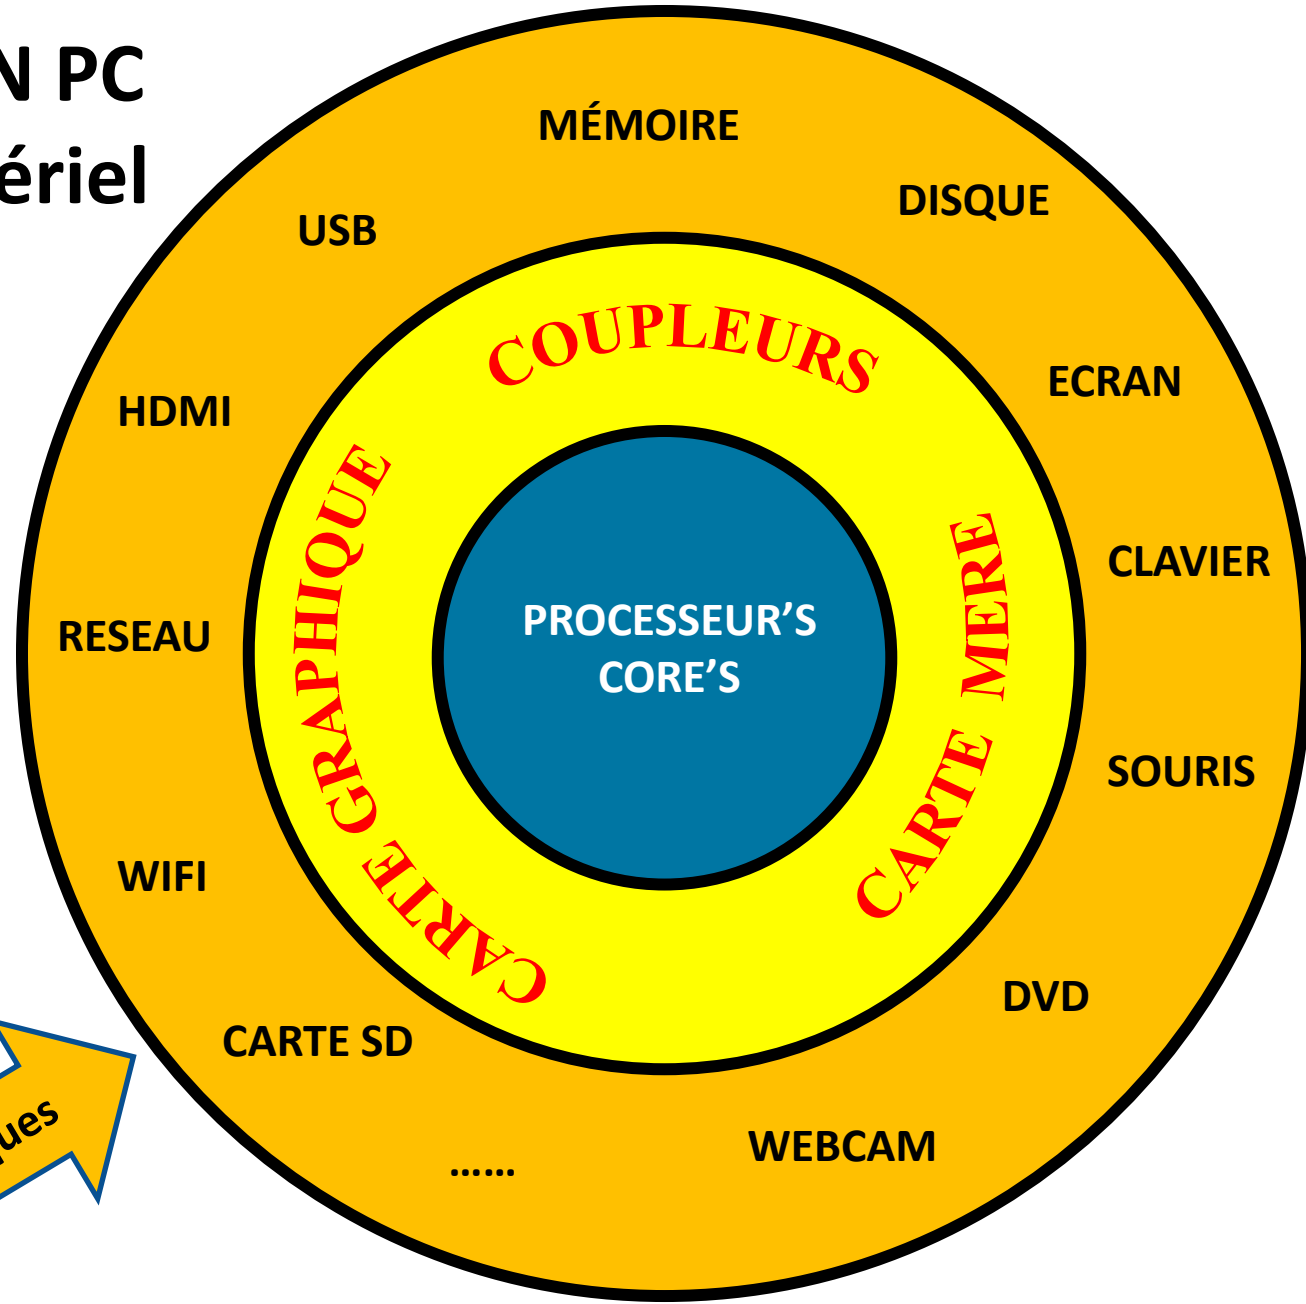 N PC
ériel
MÉMOIRE
DISQUE
USB
COUPLEURS
ECRAN
HDMI
CARTE GRAPHIQUE
CARTE MERE
CLAVIER
PROCESSEUR’S
CORE’S
RESEAU
SOURIS
WIFI
DVD
CARTE SD
ues
WEBCAM
......